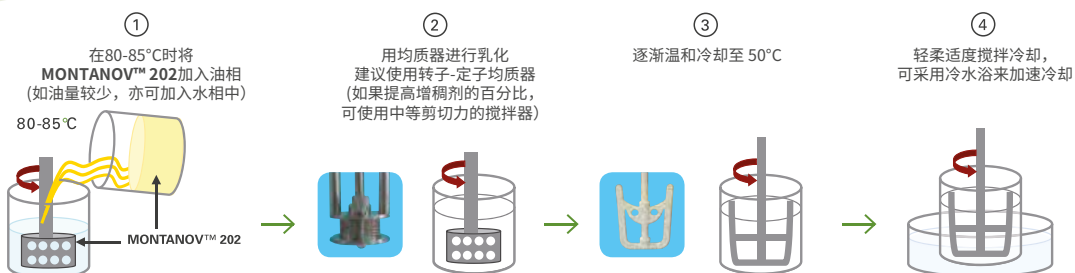 ①
在80-85°C时将
MONTANOV™ 202加入油相
(如油量较少，亦可加入水相中)
80-85℃
MONTANOV™ 202
②
用均质器进行乳化
建议使用转子-定子均质器
(如果提高增稠剂的百分比，
可使用中等剪切力的搅拌器)
③
逐渐温和冷却至 50°C
④
轻柔适度搅拌冷却，
可采用冷水浴来加速冷却